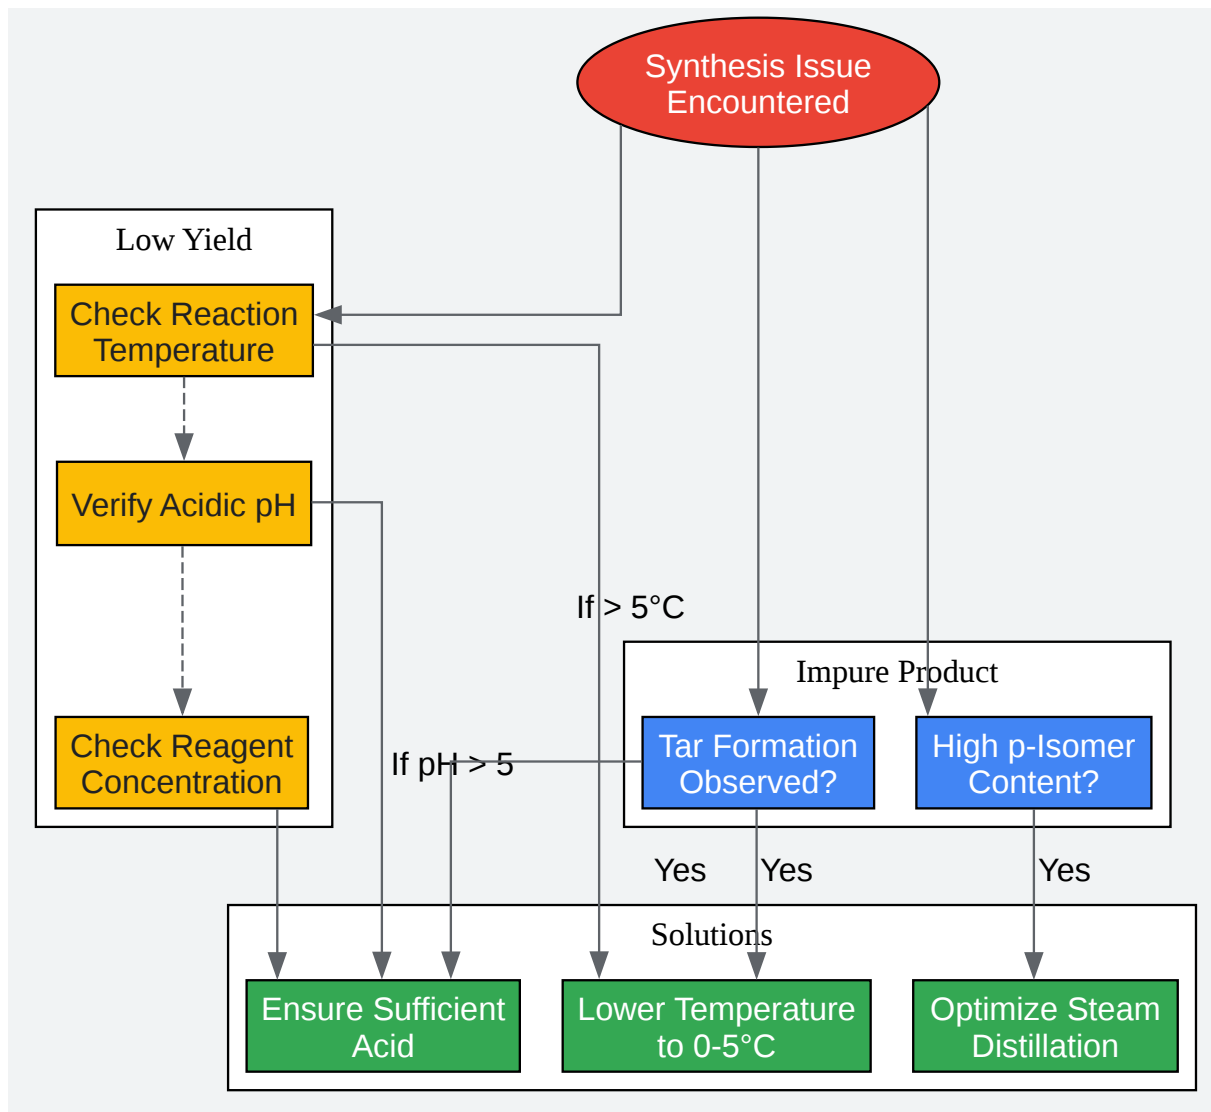 Synthesis Issue
Encountered
Low Yield
Check Reaction
Temperature
Verify Acidic pH
If > 5°C
Impure Product
Check Reagent
Concentration
If pH > 5
Tar Formation
Observed?
High p-Isomer
Content?
Yes
Yes
Yes
Solutions
Ensure Sufficient
Acid
Lower Temperature
to 0-5°C
Optimize Steam
Distillation